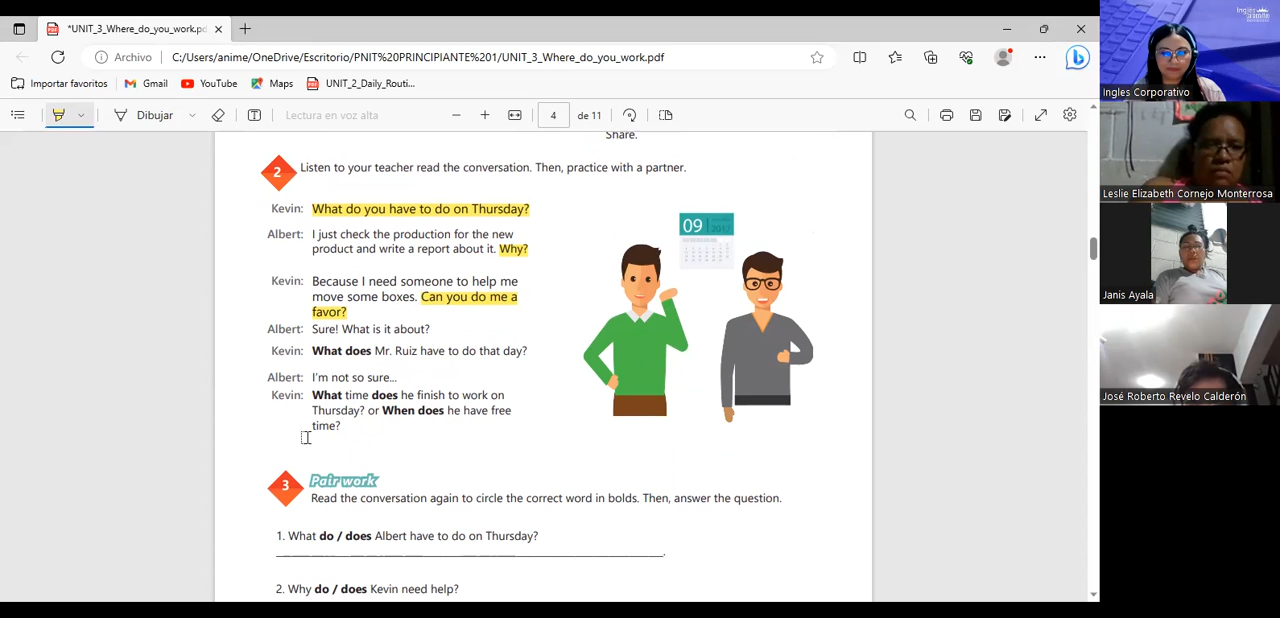 *UNIT_3_Where_do_you_work.pd
Archivo C:/Users/anime/OneDrive/Escritorio/PNIT%20PRINCIPIANTE%201/UNIT_3_Where_do_you_work.pdf
Importar favoritos Gmail YouTube Maps UNIT_2_Daily_Routi...
Dibujar Lectura en voz alta 4 de 11
Share.
2 Listen to your teacher read the conversation. Then, practice with a partner.
Kevin: What do you have to do on Thursday?
Albert: I just check the production for the new
product and write a report about it. Why?
Kevin: Because I need someone to help me
move some boxes. Can you do me a
favor?
Albert: Sure! What is it about?
Kevin: What does Mr. Ruiz have to do that day?
Albert: I'm not so sure...
Kevin: What time does he finish to work on
Thursday? or When does he have free
time?
09
3 Pair work
Read the conversation again to circle the correct word in bolds. Then, answer the question.
1. What do / does Albert have to do on Thursday?
2. Why do / does Kevin need help?
Ingles Corporativo
Leslie Elizabeth Cornejo Monterrosa
Janis Ayala
José Roberto Revelo Calderón